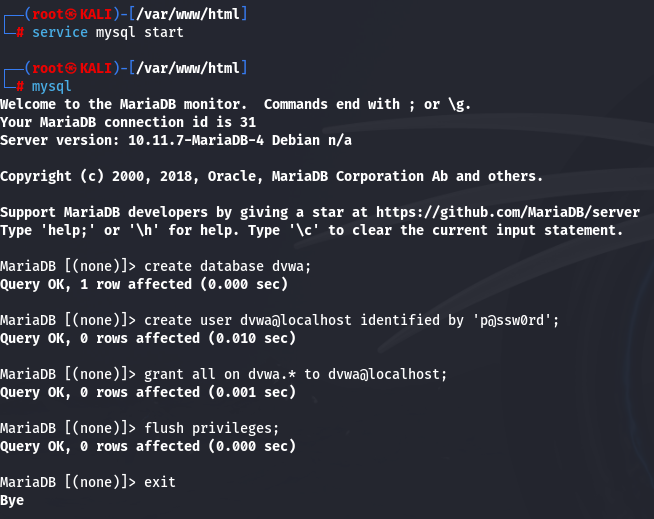 ┌──(root㉿KALI)-[/var/www/html]
└─# service mysql start
┌──(root㉿KALI)-[/var/www/html]
└─# mysql
Welcome to the MariaDB monitor.  Commands end with ; or \g.
Your MariaDB connection id is 31
Server version: 10.11.7-MariaDB-4 Debian n/a
Copyright (c) 2000, 2018, Oracle, MariaDB Corporation Ab and others.
Support MariaDB developers by giving a star at https://github.com/MariaDB/server
Type 'help;' or '\h' for help. Type '\c' to clear the current input statement.
MariaDB [(none)]> create database dvwa;
Query OK, 1 row affected (0.000 sec)
MariaDB [(none)]> create user dvwa@localhost identified by 'p@ssw0rd';
Query OK, 0 rows affected (0.010 sec)
MariaDB [(none)]> grant all on dvwa.* to dvwa@localhost;
Query OK, 0 rows affected (0.001 sec)
MariaDB [(none)]> flush privileges;
Query OK, 0 rows affected (0.000 sec)
MariaDB [(none)]> exit
Bye